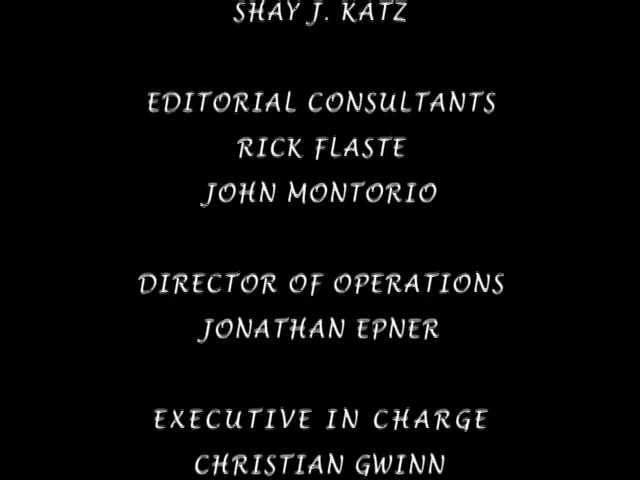 SHAY J. KATZ
EDITORIAL CONSULTANTS
RICK FLASTE
JOHN MONTORIO
DIRECTOR OF OPERATIONS
JONATHAN EPNER
EXECUTIVE IN CHARGE
CHRISTIAN GWINN